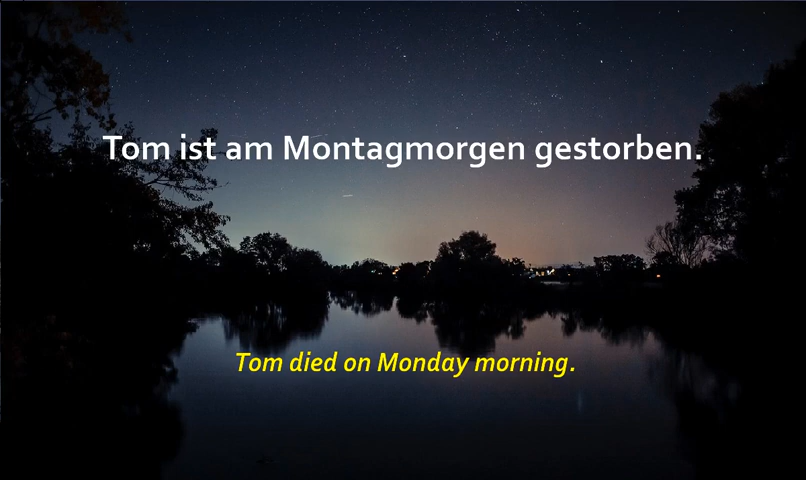 Tom ist am Montagmorgen gestorben.
Tom died on Monday morning.